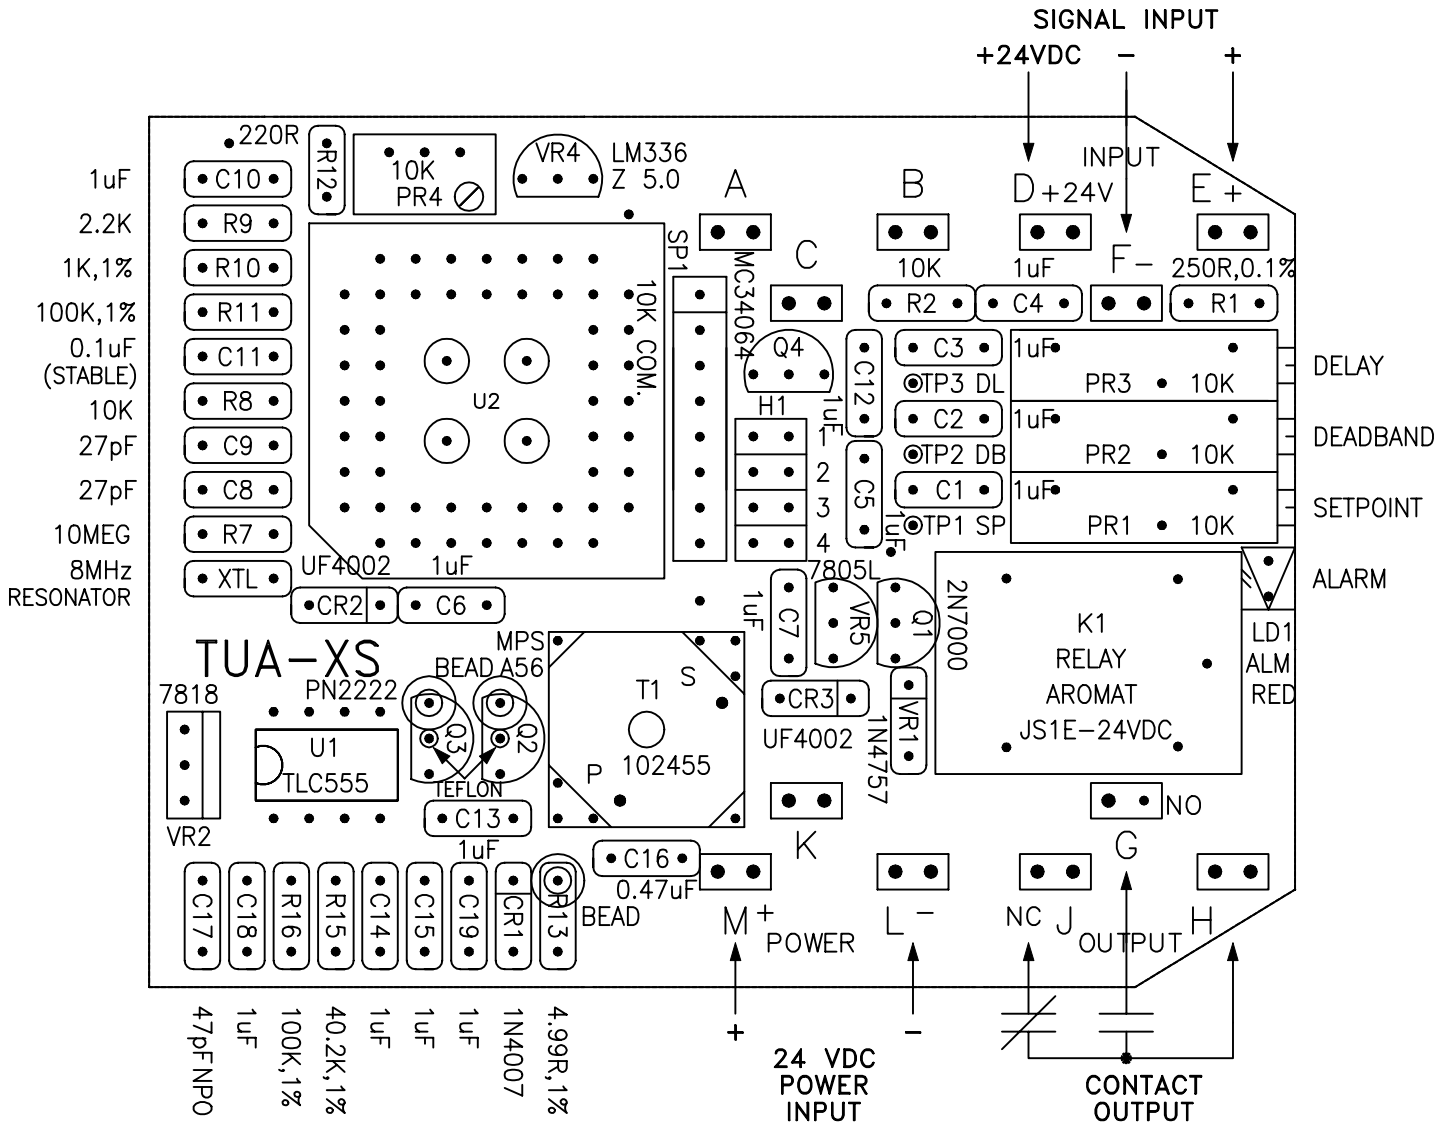 SIGNAL INPUT
+24VDC - +
220R
R12
10K
PR4
VR4
LM336
Z 5.0
INPUT
1uF
C10
A
B
D+24V
E+
2.2K
R9
SP1
C
F-
1K,1%
R10
MC34064
10K
1uF
250R,0.1%
100K,1%
R11
10K COM.
R2
C4
R1
0.1uF
(STABLE)
C11
Q4
C12
1uF
C3
1uF
DELAY
TP3 DL
PR3
10K
10K
R8
U2
H1
1
2
3
4
C2
1uF
DEADBAND
27pF
C9
TP2 DB
PR2
10K
27pF
C8
C5
1uF
C1
1uF
SETPOINT
10MEG
R7
TP1 SP
PR1
10K
8MHz
RESONATOR
XTL
UF4002
CR2
1uF
C6
1uF
C7
7805L
VR5
Q1
2N7000
ALARM
K1
RELAY
AROMAT
JS1E-24VDC
LD1
ALM
RED
TUA-XS
MPS
A56
BEAD
PN2222
7818
VR2
U1
TLC555
Q3
Q2
TEFLON
T1
S
102455
P
CR3
UF4002
VR1
1N4757
C13
1uF
C16
0.47uF
K
NO
G
C17
C18
R16
R15
C14
C15
C19
CR1
R13
BEAD
M+
POWER
L-
NC
J
OUTPUT
H
47pFNPO
1uF
100K,1%
40.2K,1%
1uF
1uF
1uF
1N4007
4.99R,1%
+ -
24 VDC
POWER
INPUT
CONTACT
OUTPUT